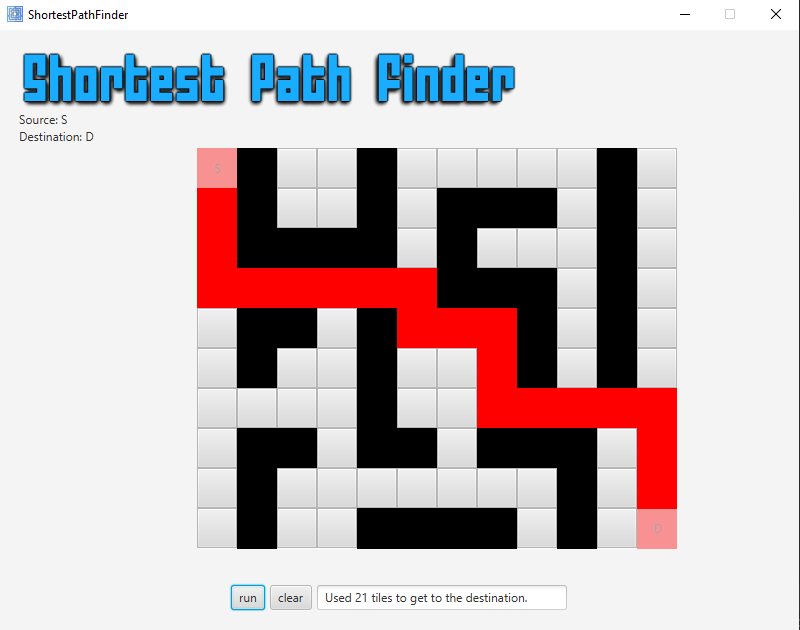 ShortestPathFinder
Shortest Path Finder
Source: S
Destination: D
S
D
run
clear
Used 21 tiles to get to the destination.